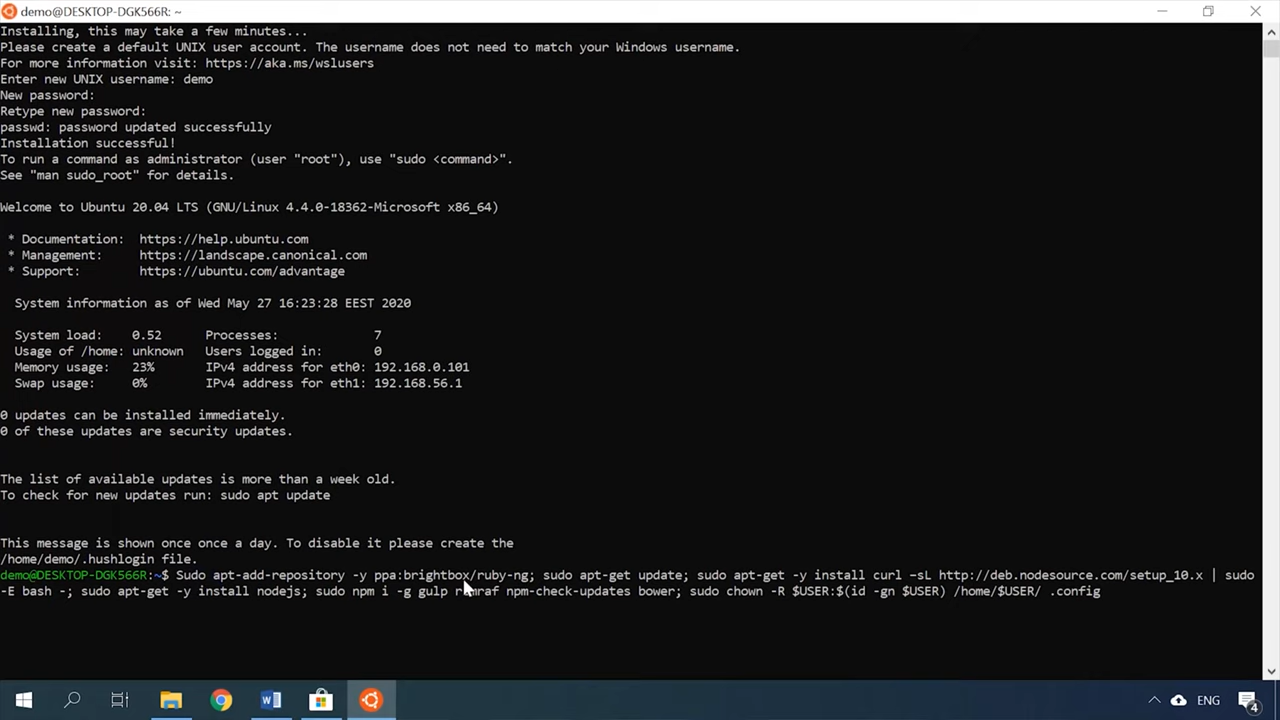 demo@DESKTOP-DGK566R: ~
Installing, this may take a few minutes...
Please create a default UNIX user account. The username does not need to match your Windows username.
For more information visit: https://aka.ms/wslusers
Enter new UNIX username: demo
New password:
Retype new password:
passwd: password updated successfully
Installation successful!
To run a command as administrator (user "root"), use "sudo <command>".
See "man sudo_root" for details.
Welcome to Ubuntu 20.04 LTS (GNU/Linux 4.4.0-18362-Microsoft x86_64)
* Documentation: https://help.ubuntu.com
* Management: https://landscape.canonical.com
* Support: https://ubuntu.com/advantage
System information as of Wed May 27 16:23:28 EEST 2020
System load: 0.52 Processes: 7
Usage of /home: unknown Users logged in: 0
Memory usage: 23% IPv4 address for eth0: 192.168.0.101
Swap usage: 0% IPv4 address for eth1: 192.168.56.1
0 updates can be installed immediately.
0 of these updates are security updates.
The list of available updates is more than a week old.
To check for new updates run: sudo apt update
This message is shown once once a day. To disable it please create the
/home/demo/.hushlogin file.
demo@DESKTOP-DGK566R:~$ Sudo apt-add-repository -y ppa:brightbox/ruby-ng; sudo apt-get update; sudo apt-get -y install curl –sL http://deb.nodesource.com/setup_10.x | sudo
-E bash -; sudo apt-get -y install nodejs; sudo npm i -g gulp rimraf npm-check-updates bower; sudo chown -R $USER:$(id -gn $USER) /home/$USER/ .config
ENG
4